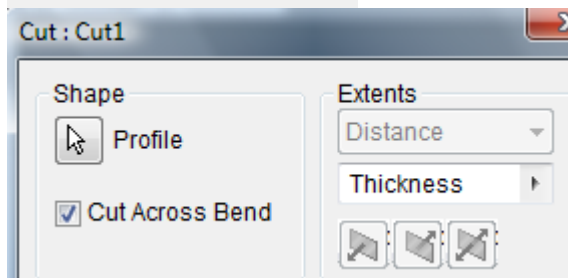 Cut : Cut1
Shape
Profile
Cut Across Bend
Extents
Distance
Thickness